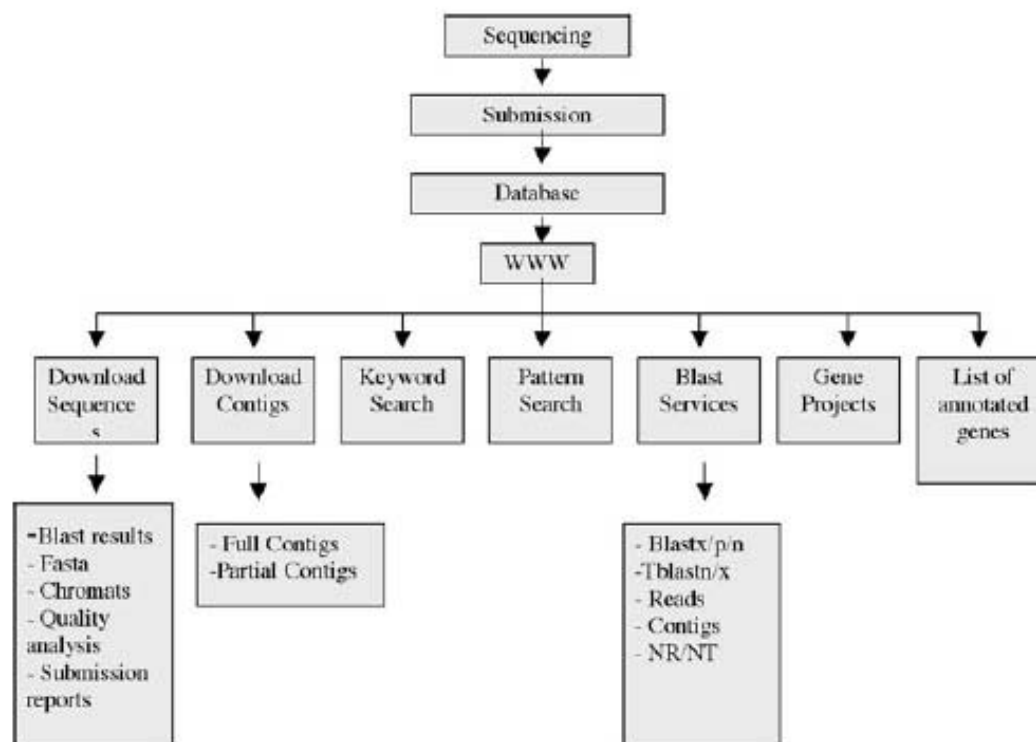 Sequencing
Submission
Database
WWW
Download
Sequence
s
Download
Contigs
Keyword
Search
Pattern
Search
Blast
Services
Gene
Projects
List of
annotated
genes
-Blast results
- Fasta
- Chromats
- Quality
analysis
- Submission
reports
- Full Contigs
-Partial Contigs
- Blastx/p/n
-Tblastn/x
- Reads
- Contigs
- NR/NT